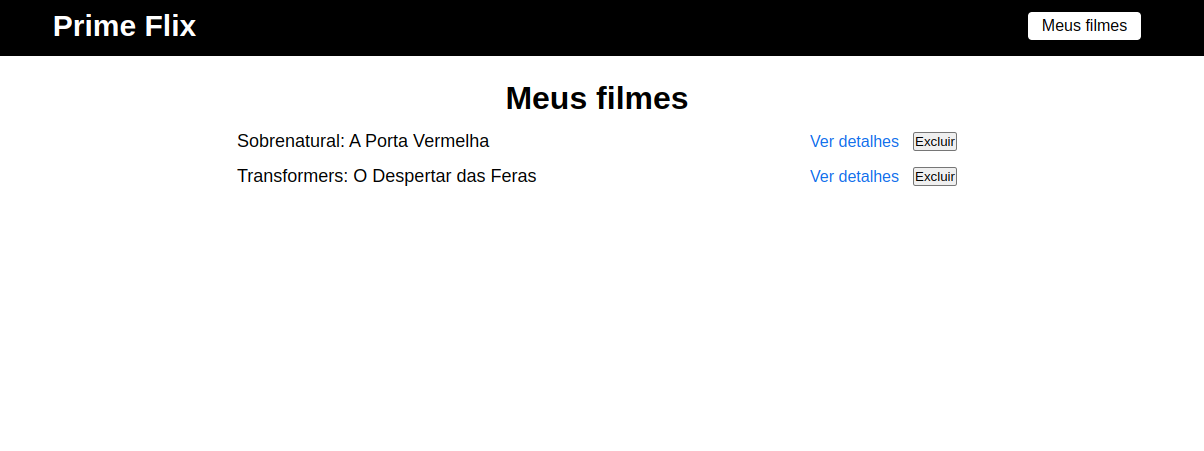 Prime Flix Meus filmes
Meus filmes
Sobrenatural: A Porta Vermelha Ver detalhes Excluir
Transformers: O Despertar das Feras Ver detalhes Excluir